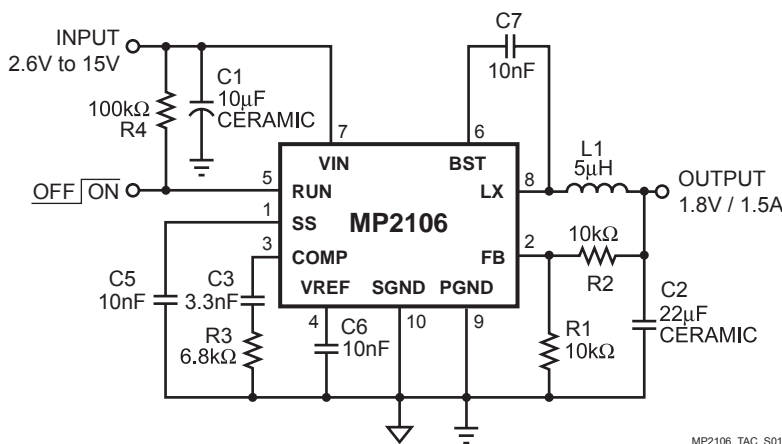 INPUT
2.6V to 15V
C1
10μF
CERAMIC
100kΩ
R4
C7
10nF
7
6
VIN
BST
L1
5μH
OUTPUT
1.8V / 1.5A
OFF ON
5
RUN
LX
8
1
SS
MP2106
3
COMP
FB
2
10kΩ
R2
VREF
SGND
PGND
C5
10nF
C3
3.3nF
R3
6.8kΩ
4
C6
10nF
10
9
R1
10kΩ
C2
22μF
CERAMIC
MP2106_TAC_S01